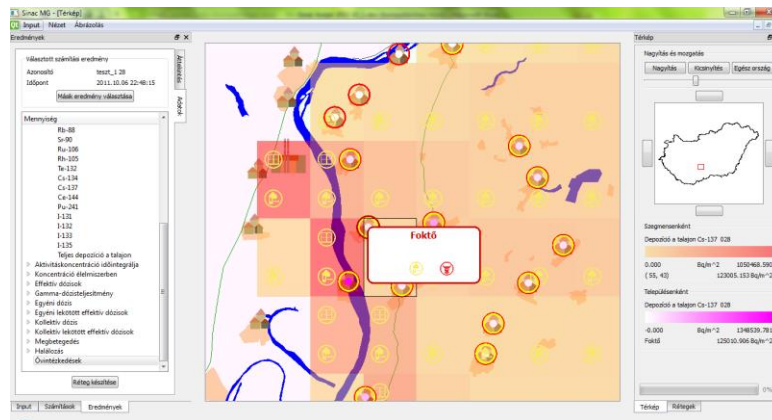 Sinac MG - [Térkép]
Input Nézet Ábrázolás
Eredmények
Választott számítási eredmény
Azonosító teszt_1 28
Időpont 2011.10.06 22:48:15
Másik eredmény választása
Áttekintés
Adatok
Mennyiség
Rb-88
Sr-90
Ru-106
Rh-105
Te-132
Cs-134
Cs-137
Ce-144
Pu-241
I-131
I-132
I-133
I-135
Teljes depozíció a talajon
Aktivitáskoncentráció időintegrálja
Koncentráció élelmiszerben
Effektív dózisok
Gamma-dózisteljesítmény
Egyéni dózis
Egyéni lekötött effektív dózisok
Kollektív dózis
Kollektív lekötött effektív dózisok
Megbetegedés
Halálozás
Óvintézkedések
Réteg készítése
Input Számítások Eredmények
Foktő
Térkép
Nagyítás és mozgatás
Nagyítás Kicsinyítés Egész ország
Szegmensenként
Depozíció a talajon Cs-137 028
0.000 Bq/m^2 1050468.590
( 55, 43) 123005.153 Bq/m^2
Településenként
Depozíció a talajon Cs-137 028
-0.000 Bq/m^2 1348539.781
Foktő 125010.906 Bq/m^2
0%
Térkép Rétegek